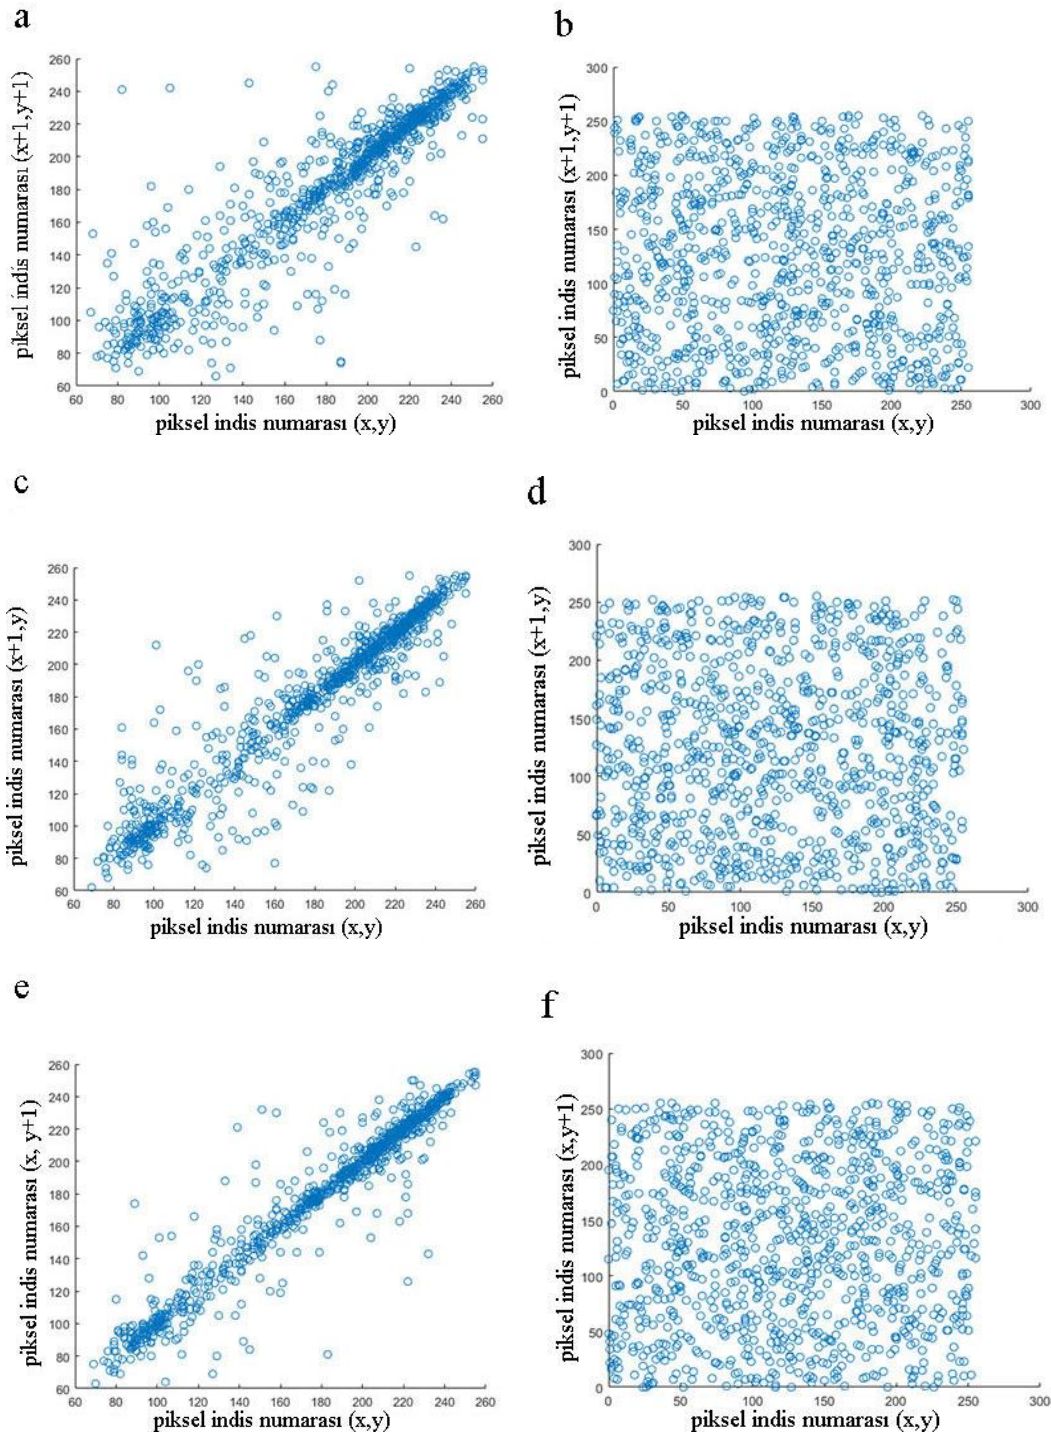 a
260
240
220
200
180
160
140
120
100
80
60
60 80 100 120 140 160 180 200 220 240 260
piksel indis numarası (x+1,y+1)
piksel indis numarası (x,y)
b
300
250
200
150
100
50
0
0 50 100 150 200 250 300
piksel indis numarası (x+1,y+1)
piksel indis numarası (x,y)
c
260
240
220
200
180
160
140
120
100
80
60
60 80 100 120 140 160 180 200 220 240 260
piksel indis numarası (x+1,y)
piksel indis numarası (x,y)
d
300
250
200
150
100
50
0
0 50 100 150 200 250 300
piksel indis numarası (x+1,y)
piksel indis numarası (x,y)
e
260
240
220
200
180
160
140
120
100
80
60
60 80 100 120 140 160 180 200 220 240 260
piksel indis numarası (x, y+1)
piksel indis numarası (x,y)
f
300
250
200
150
100
50
0
0 50 100 150 200 250 300
piksel indis numarası (x,y+1)
piksel indis numarası (x,y)